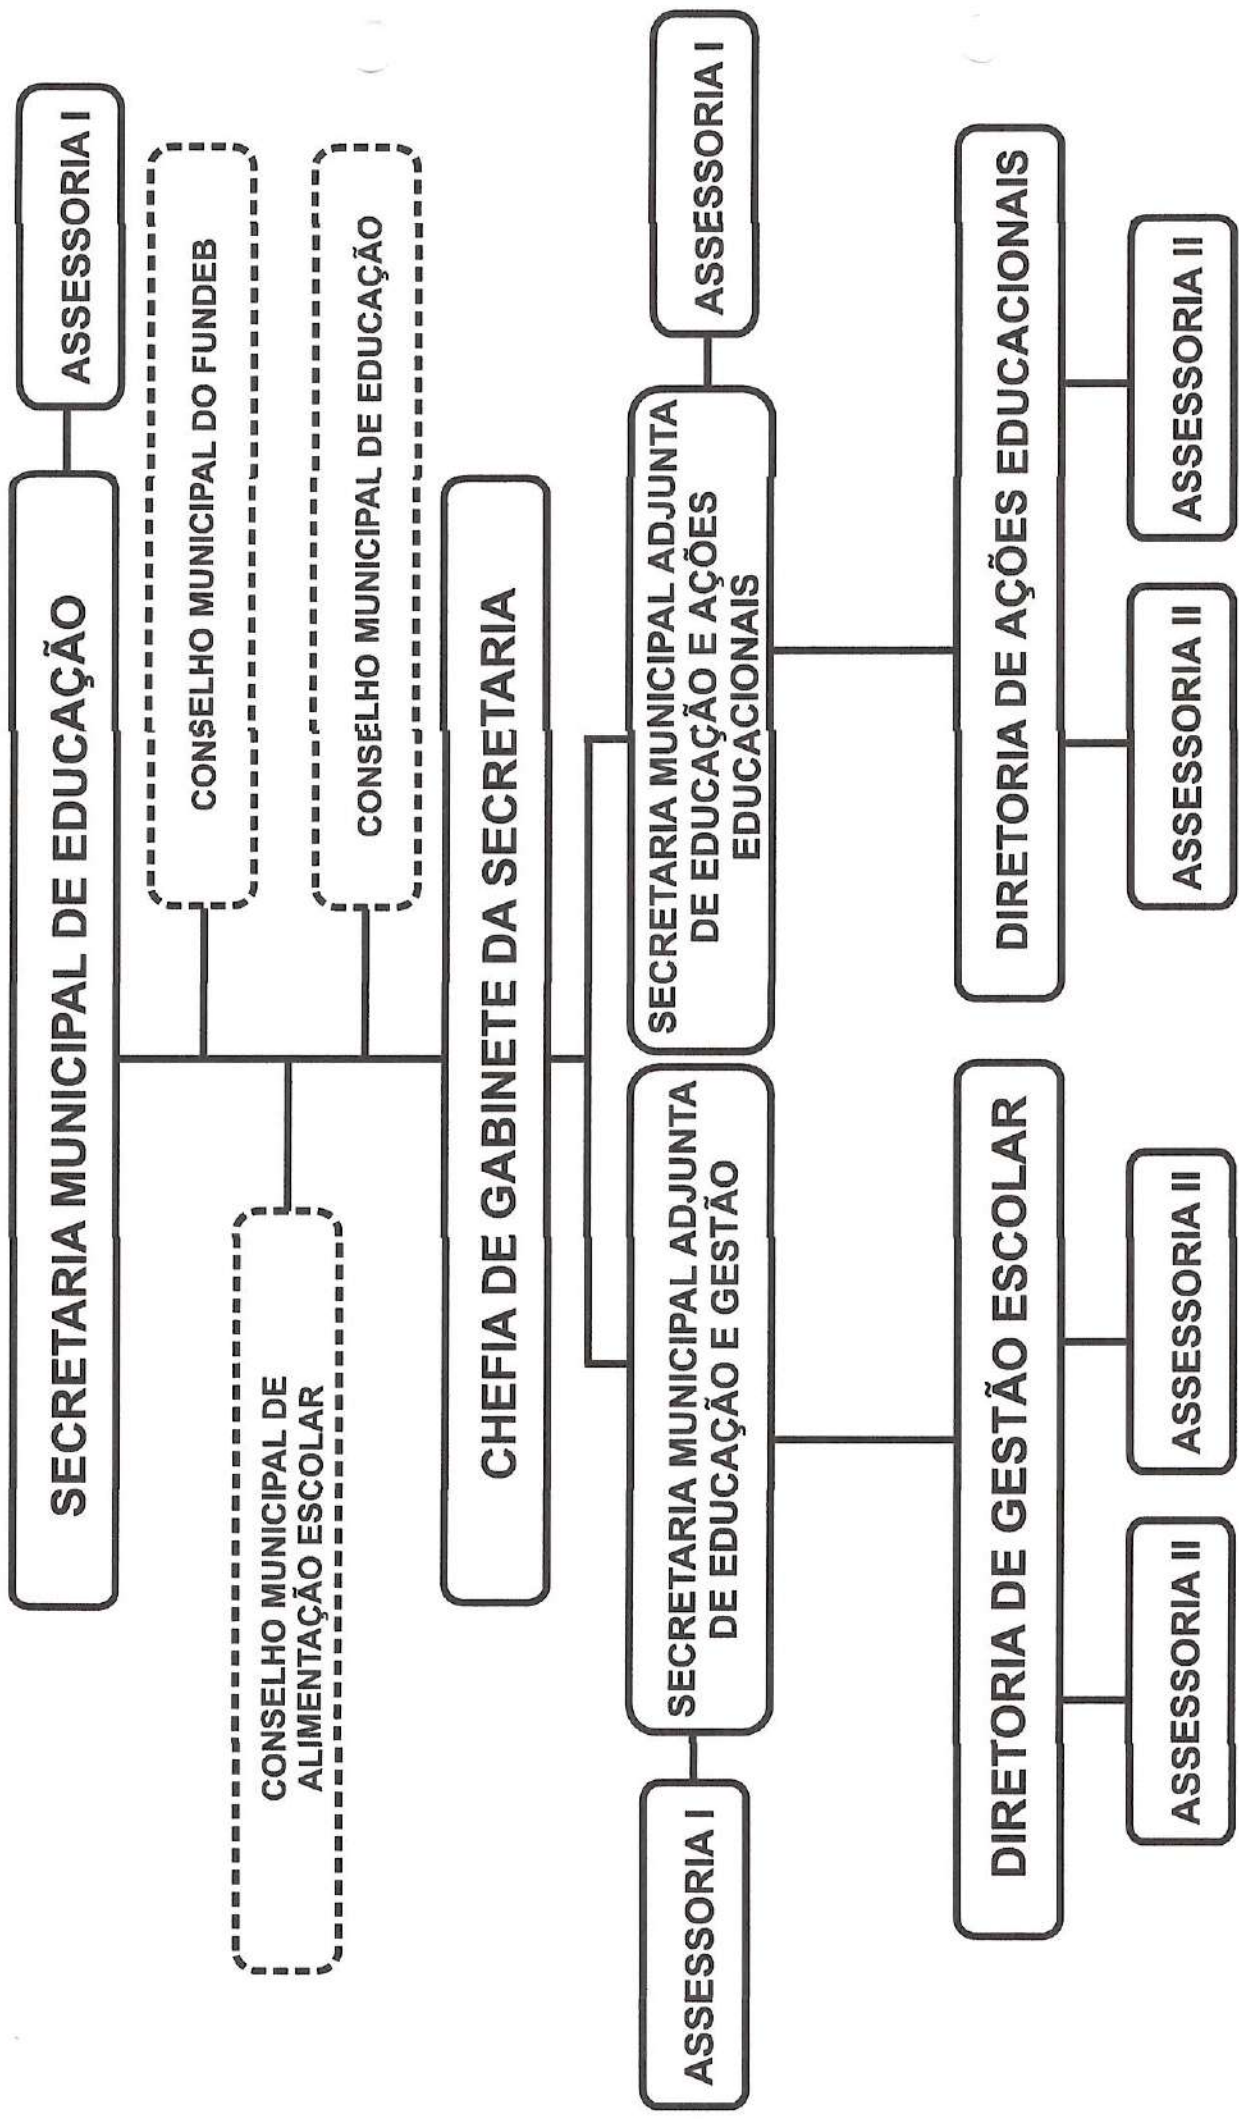 SECRETARIA MUNICIPAL DE EDUCAÇÃO
ASSESSORIA I
CONSELHO MUNICIPAL DO FUNDEB
CONSELHO MUNICIPAL DE
ALIMENTAÇÃO ESCOLAR
CONSELHO MUNICIPAL DE EDUCAÇÃO
CHEFIA DE GABINETE DA SECRETARIA
ASSESSORIA I
SECRETARIA MUNICIPAL ADJUNTA
DE EDUCAÇÃO E GESTÃO
SECRETARIA MUNICIPAL ADJUNTA
DE EDUCAÇÃO E AÇÕES
EDUCACIONAIS
ASSESSORIA I
DIRETORIA DE GESTÃO ESCOLAR
DIRETORIA DE AÇÕES EDUCACIONAIS
ASSESSORIA II
ASSESSORIA II
ASSESSORIA II
ASSESSORIA II